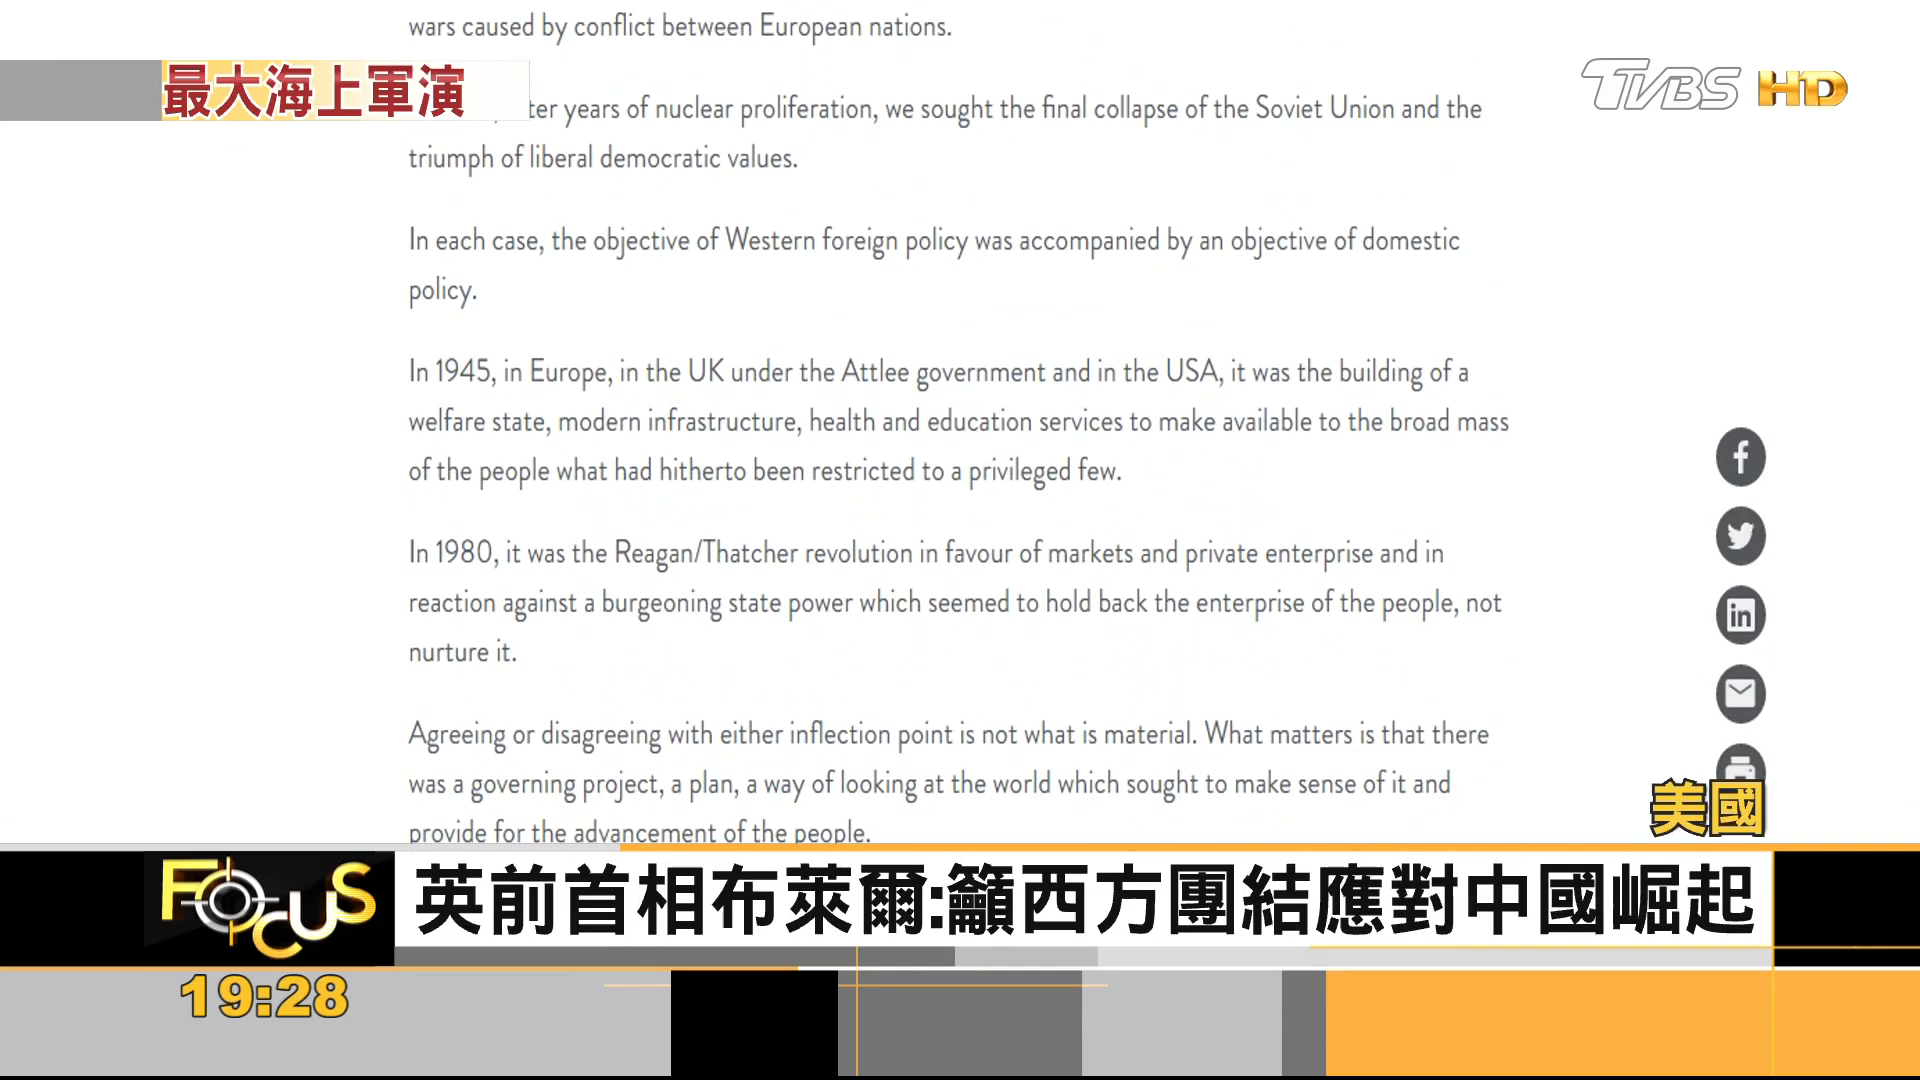 wars caused by conflict between European nations.
最大海上軍演
TVBS HD
years of nuclear proliferation, we sought the final collapse of the Soviet Union and the
triumph of liberal democratic values.
In each case, the objective of Western foreign policy was accompanied by an objective of domestic
policy.
In 1945, in Europe, in the UK under the Attlee government and in the USA, it was the building of a
welfare state, modern infrastructure, health and education services to make available to the broad mass
of the people what had hitherto been restricted to a privileged few.
In 1980, it was the Reagan/Thatcher revolution in favour of markets and private enterprise and in
reaction against a burgeoning state power which seemed to hold back the enterprise of the people, not
nurture it.
Agreeing or disagreeing with either inflection point is not what is material. What matters is that there
was a governing project, a plan, a way of looking at the world which sought to make sense of it and
provide for the advancement of the people.
美國
FOCUS
英前首相布萊爾:籲西方團結應對中國崛起
19:28